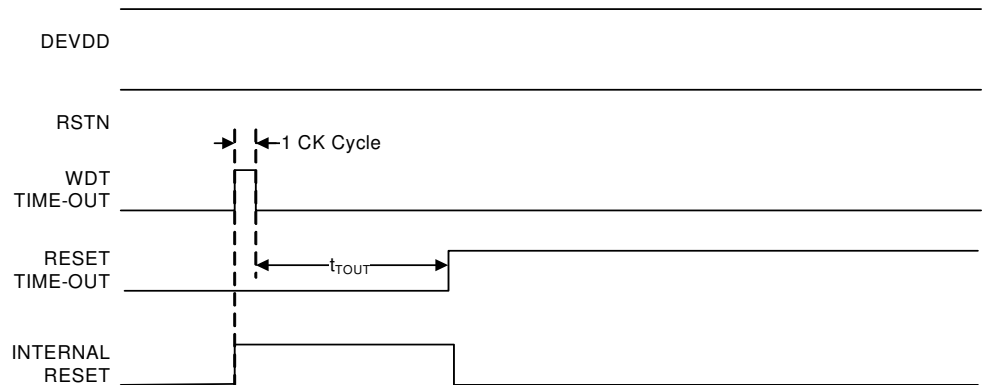 DEVDD
RSTN
1 CK Cycle
WDT
TIME-OUT
RESET
TIME-OUT
tTOUT
INTERNAL
RESET